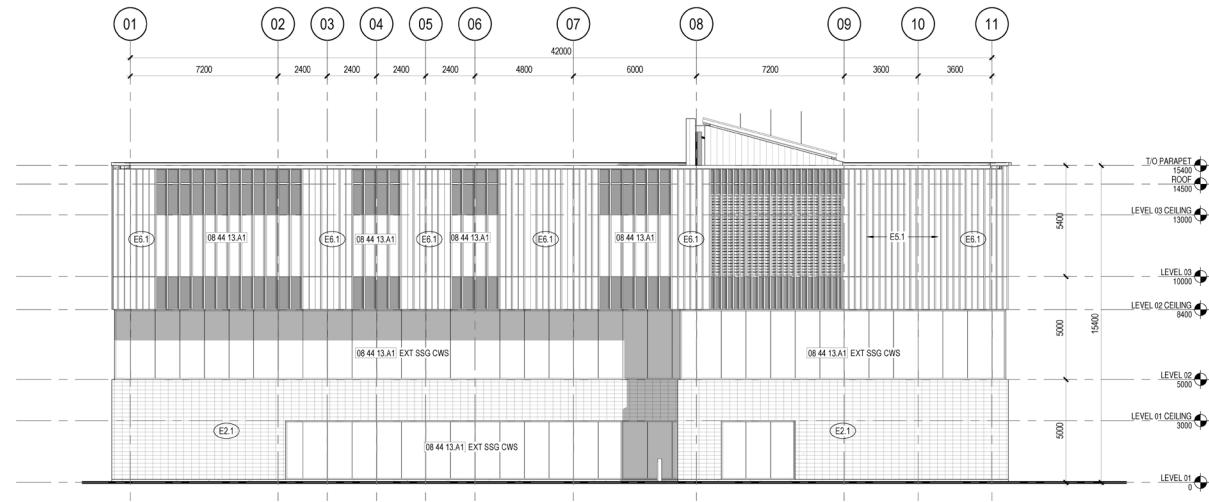 01 02 03 04 05 06 07 08 09 10 11
42000
7200 2400 2400 2400 2400 4800 6000 7200 3600 3600
T/O PARAPET
15400
ROOF
14500
LEVEL 03 CEILING
13000
5400
E6.1 08 44 13.A1 E6.1 08 44 13.A1 E6.1 08 44 13.A1 E6.1 08 44 13.A1 E6.1 E5.1 E6.1
LEVEL 03
10000
LEVEL 02 CEILING
8400
5000
15400
08 44 13.A1 EXT SSG CWS 08 44 13.A1 EXT SSG CWS
LEVEL 02
5000
LEVEL 01 CEILING
3000
E2.1 E2.1
5000
08 44 13.A1 EXT SSG CWS
LEVEL 01
0